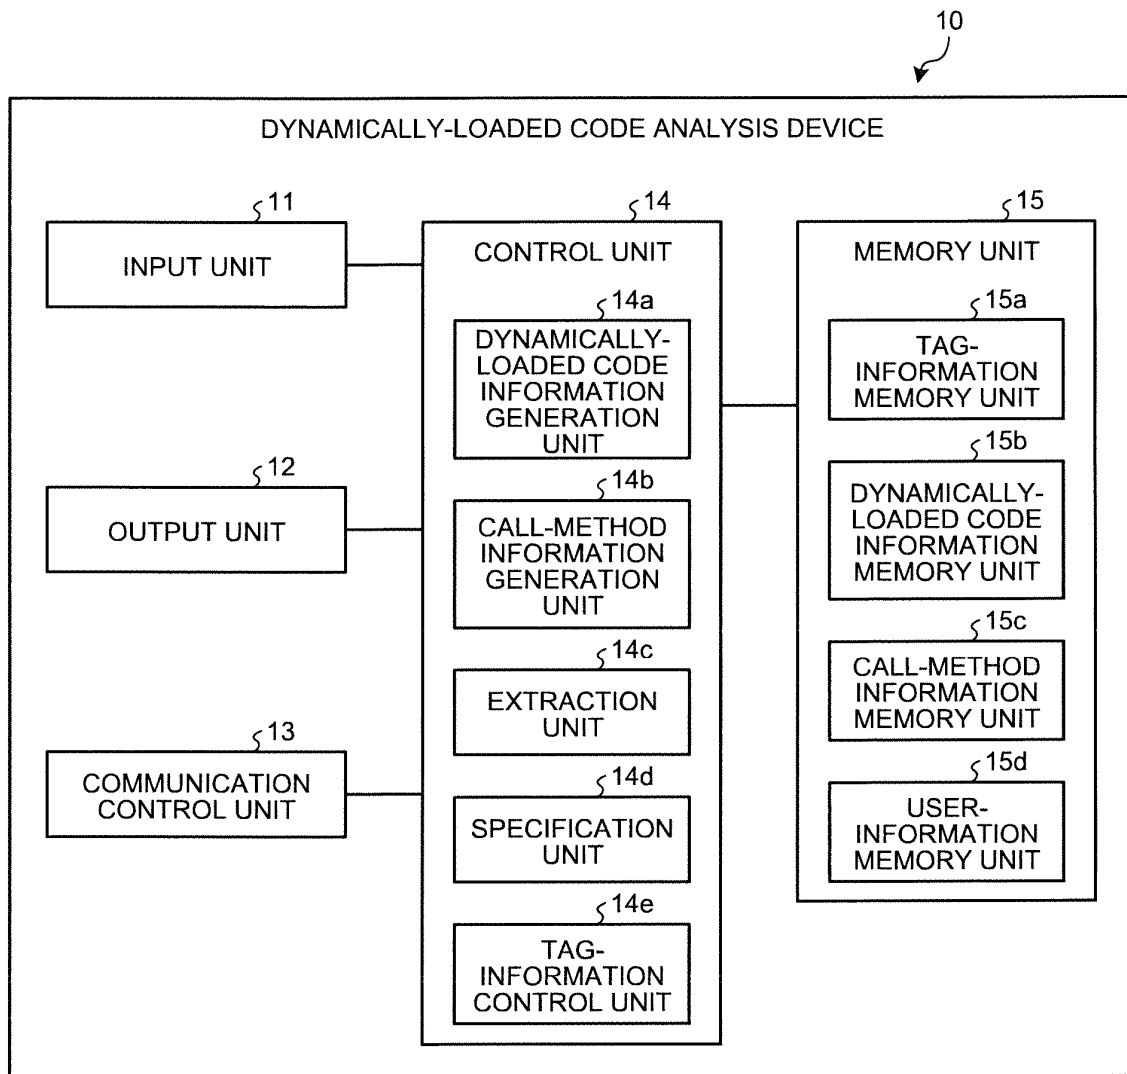 10
DYNAMICALLY-LOADED CODE ANALYSIS DEVICE
11
INPUT UNIT
12
OUTPUT UNIT
13
COMMUNICATION
CONTROL UNIT
14
CONTROL UNIT
14a
DYNAMICALLY-
LOADED CODE
INFORMATION
GENERATION
UNIT
14b
CALL-METHOD
INFORMATION
GENERATION
UNIT
14c
EXTRACTION
UNIT
14d
SPECIFICATION
UNIT
14e
TAG-
INFORMATION
CONTROL UNIT
15
MEMORY UNIT
15a
TAG-
INFORMATION
MEMORY UNIT
15b
DYNAMICALLY-
LOADED CODE
INFORMATION
MEMORY UNIT
15c
CALL-METHOD
INFORMATION
MEMORY UNIT
15d
USER-
INFORMATION
MEMORY UNIT